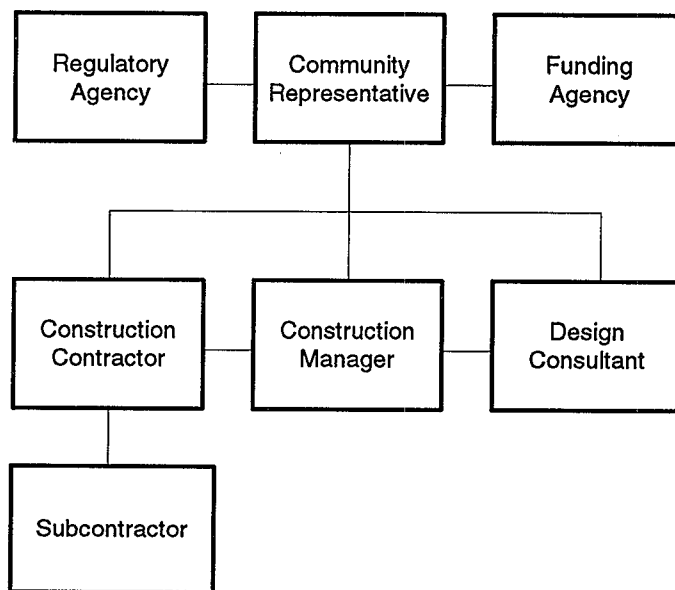 Regulatory
Agency
Community
Representative
Funding
Agency
Construction
Contractor
Construction
Manager
Design
Consultant
Subcontractor